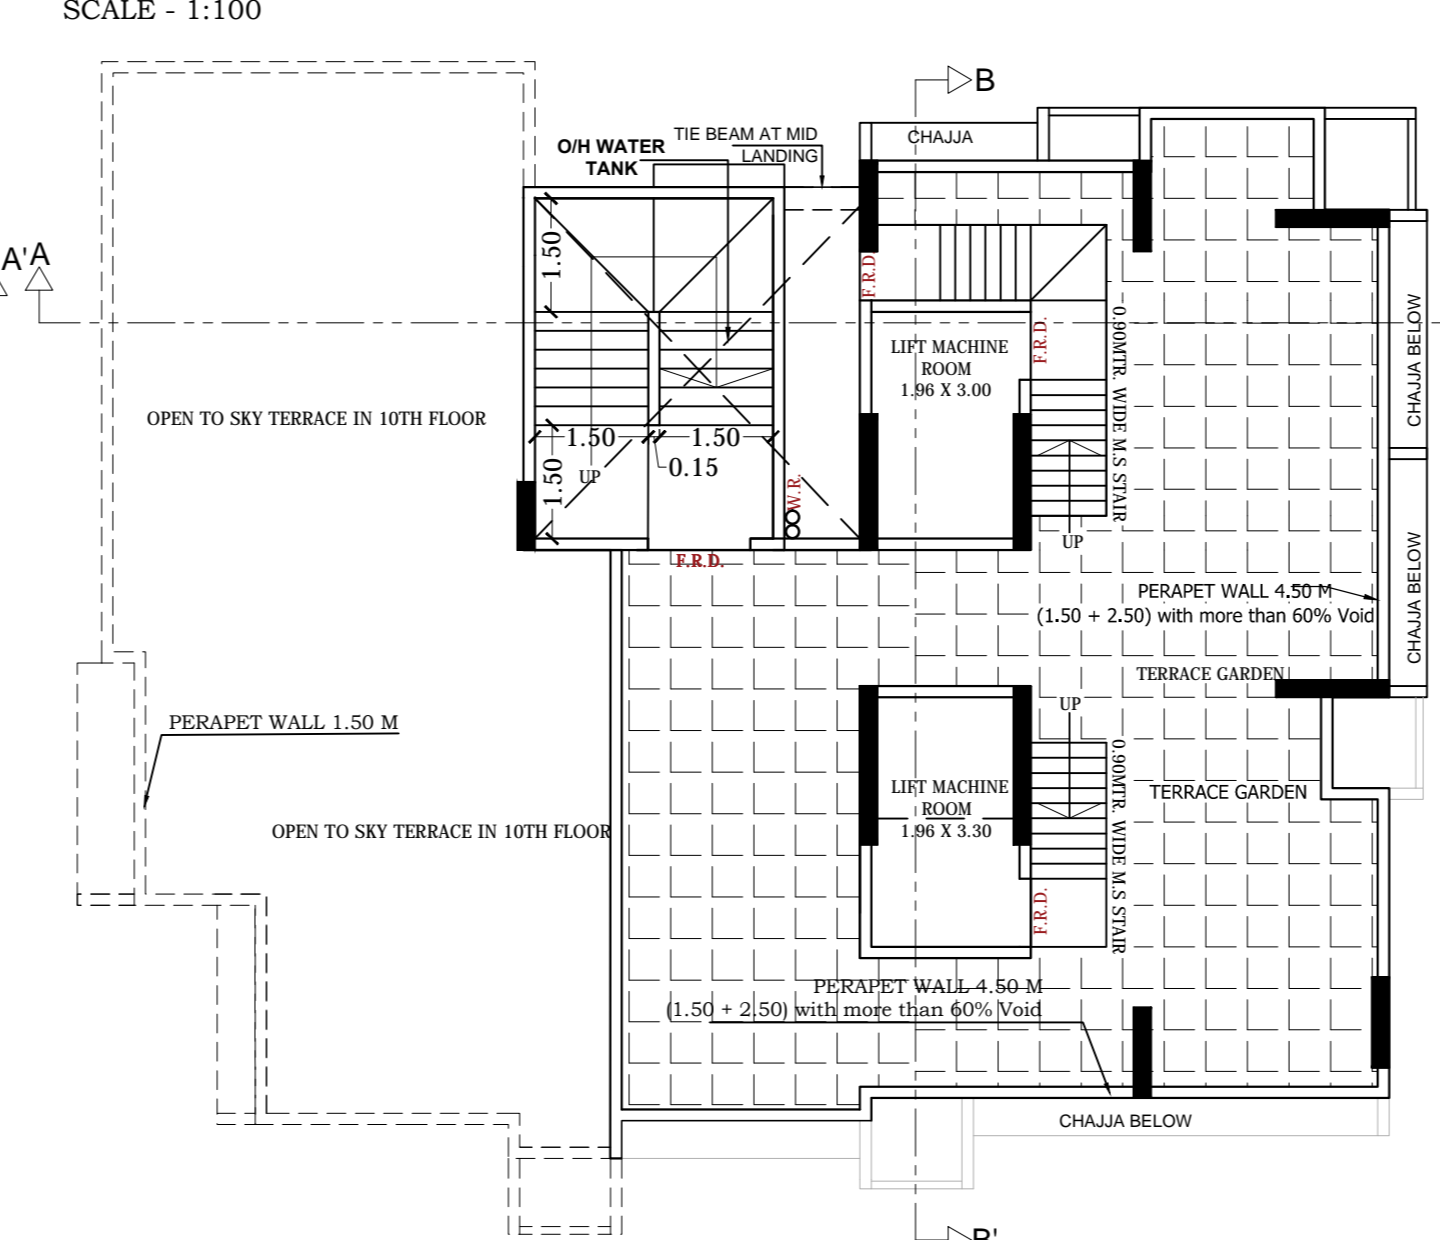 SCALE - 1:100
B
TIE BEAM AT MID
LANDING
CHAJJA
O/H WATER
TANK
A'
A
1.50
F.R.D.
CHAJJA BELOW
0.90MTR. WIDE M.S STAIR
F.R.D.
LIFT MACHINE
ROOM
1.96 X 3.00
OPEN TO SKY TERRACE IN 10TH FLOOR
1.50
1.50
0.15
1.50
UP
W.R.
UP
F.R.D.
CHAJJA BELOW
PERAPET WALL 4.50 M
(1.50 + 2.50) with more than 60% Void
TERRACE GARDEN
UP
PERAPET WALL 1.50 M
0.90MTR. WIDE M.S STAIR
LIFT MACHINE
ROOM
1.96 X 3.30
TERRACE GARDEN
OPEN TO SKY TERRACE IN 10TH FLOOR
F.R.D.
PERAPET WALL 4.50 M
(1.50 + 2.50) with more than 60% Void
CHAJJA BELOW
B'